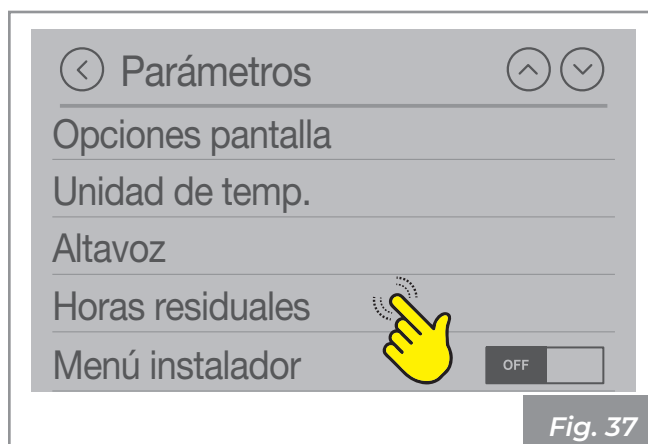 Parámetros
Opciones pantalla
Unidad de temp.
Altavoz
Horas residuales
Menú instalador OFF
Fig. 37